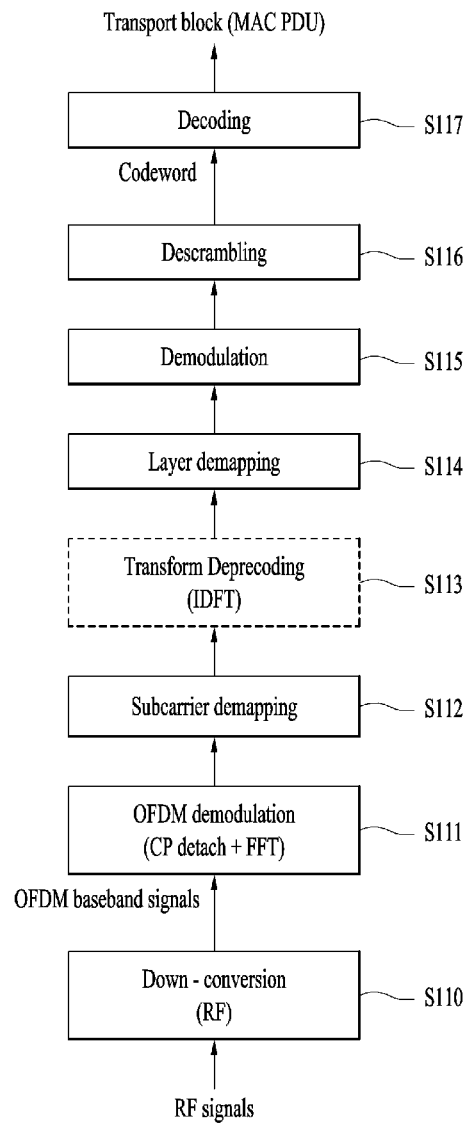 Transport block (MAC PDU)
Decoding
S117
Codeword
Descrambling
S116
Demodulation
S115
Layer demapping
S114
Transform Deprecoding
(IDFT)
S113
Subcarrier demapping
S112
OFDM demodulation
(CP detach + FFT)
S111
OFDM baseband signals
Down - conversion
(RF)
S110
RF signals